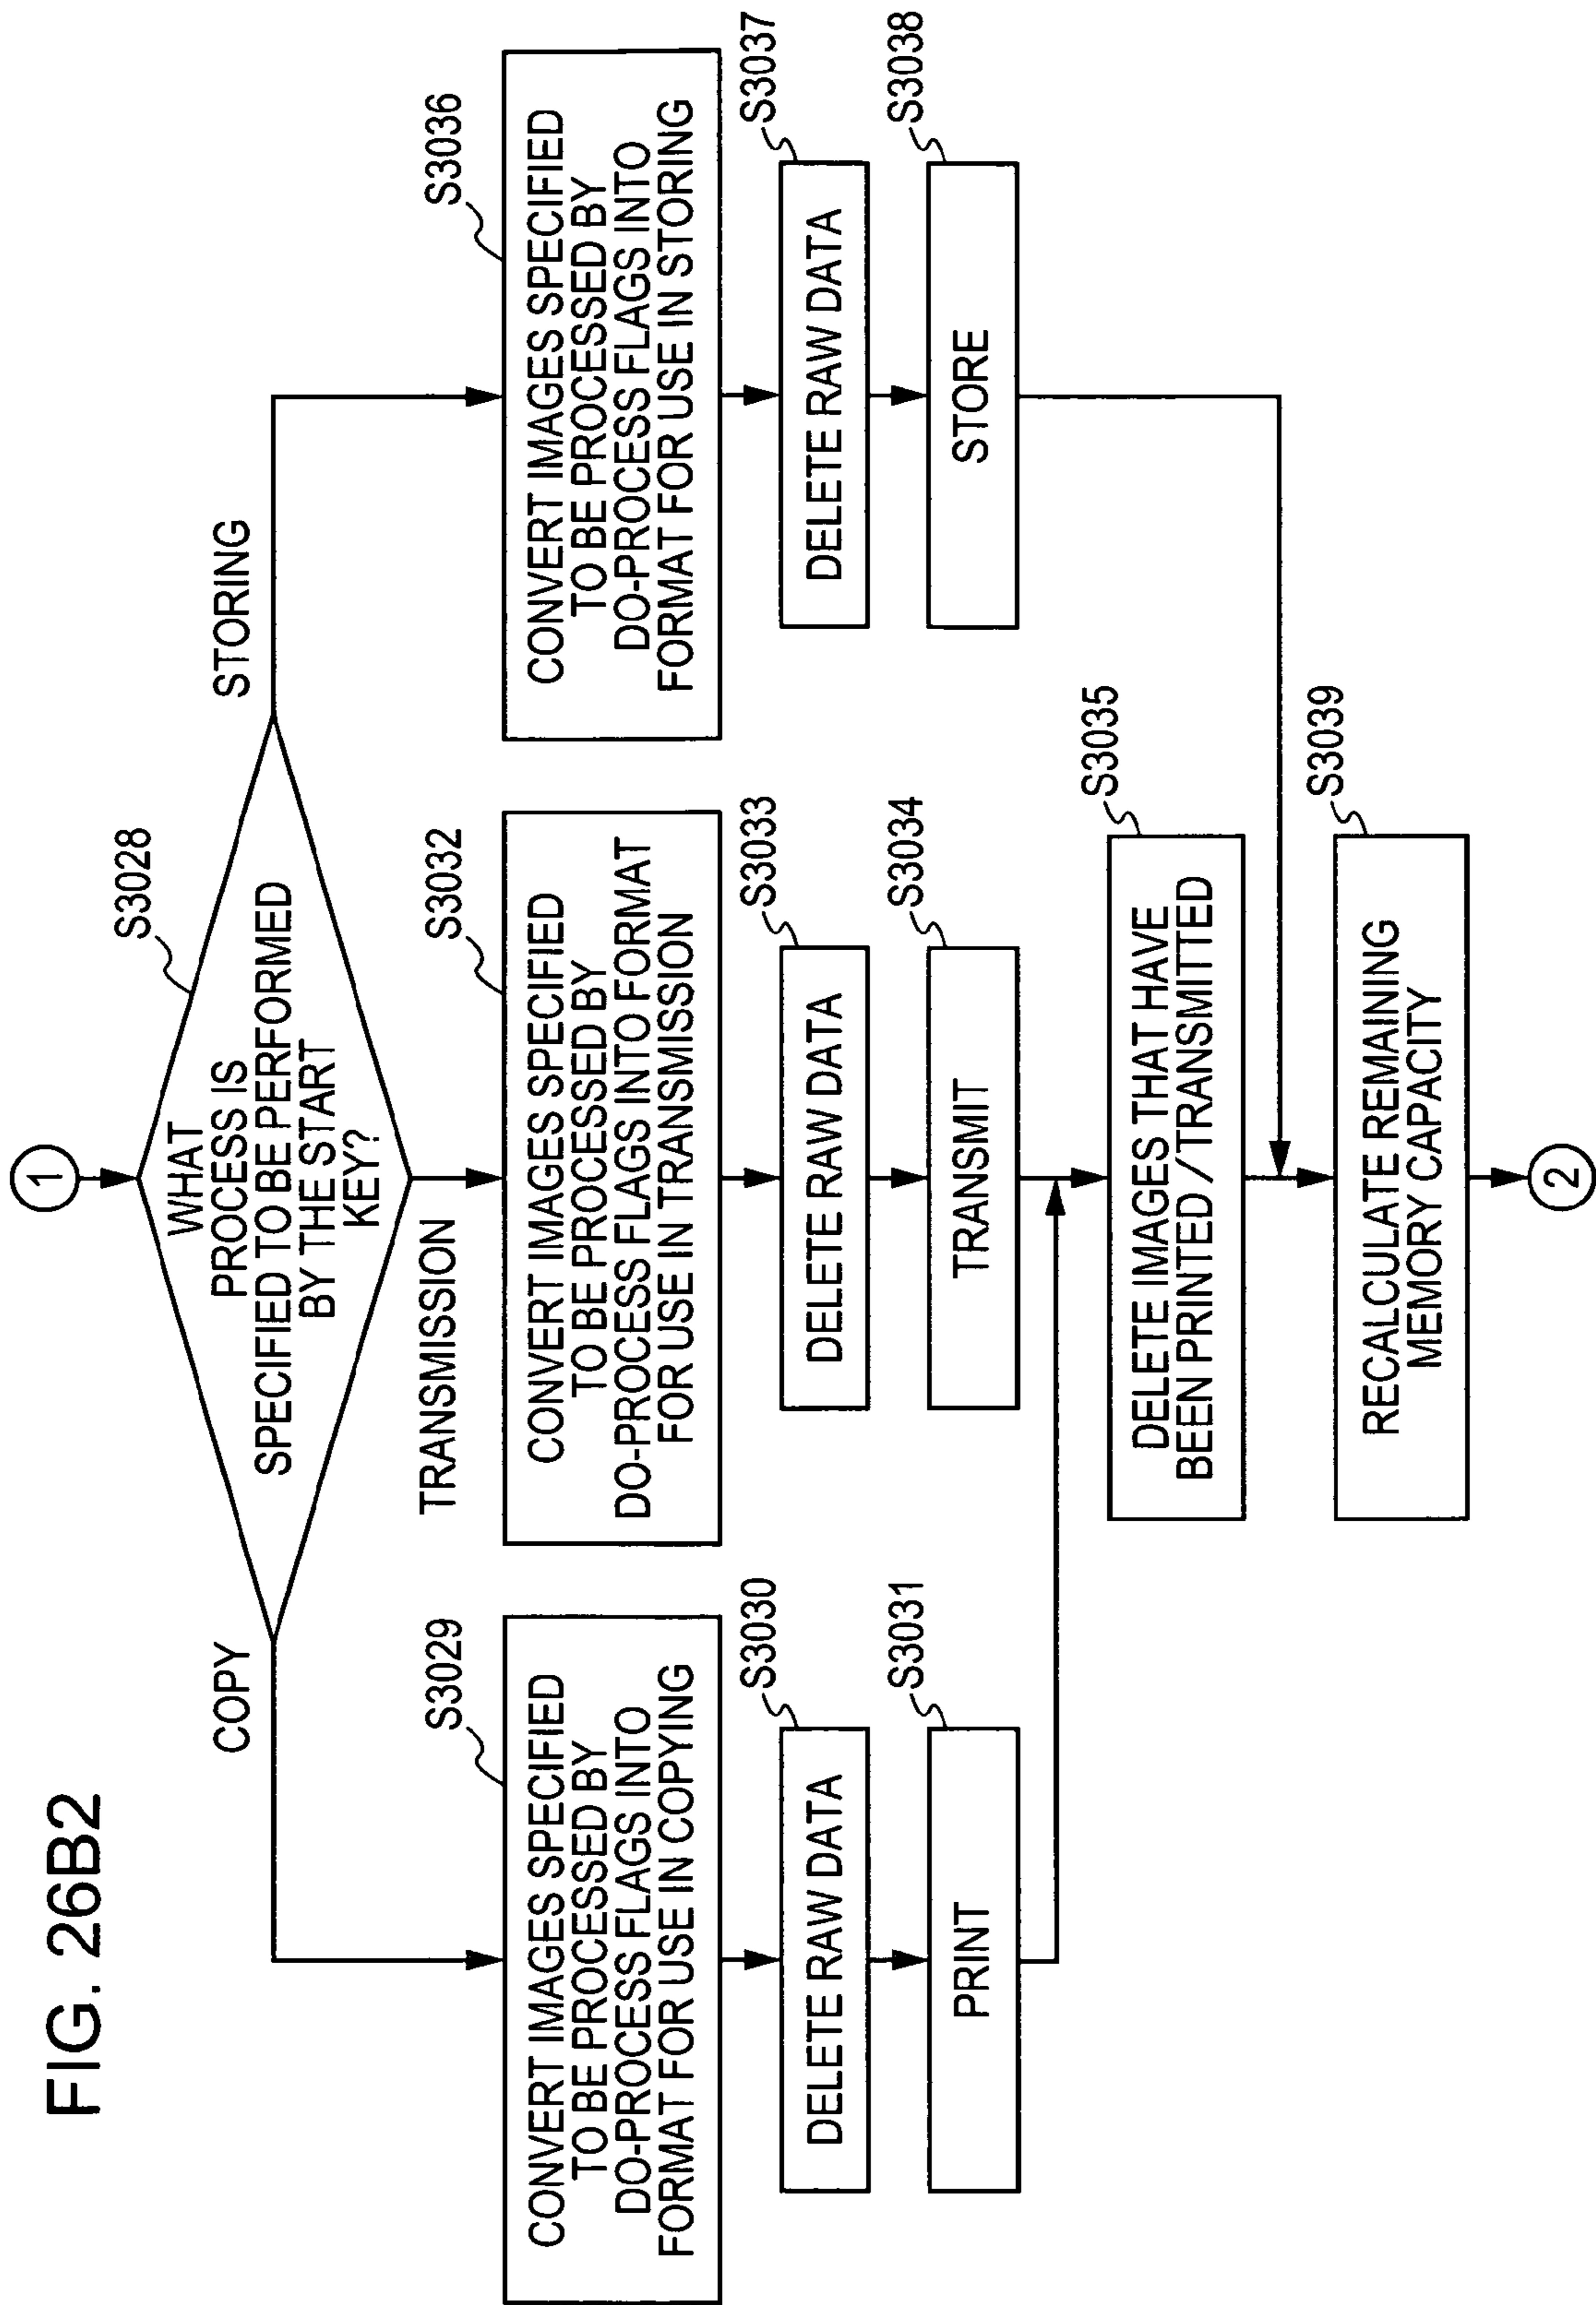 FIG. 26B2
1
S3028
WHAT
PROCESS IS
SPECIFIED TO BE PERFORMED
BY THE START
KEY?
COPY
TRANSMISSION
STORING
S3029
CONVERT IMAGES SPECIFIED
TO BE PROCESSED BY
DO-PROCESS FLAGS INTO
FORMAT FOR USE IN COPYING
S3030
DELETE RAW DATA
S3031
PRINT
S3032
CONVERT IMAGES SPECIFIED
TO BE PROCESSED BY
DO-PROCESS FLAGS INTO FORMAT
FOR USE IN TRANSMISSION
S3033
DELETE RAW DATA
S3034
TRANSMIT
S3035
DELETE IMAGES THAT HAVE
BEEN PRINTED/TRANSMITTED
S3036
CONVERT IMAGES SPECIFIED
TO BE PROCESSED BY
DO-PROCESS FLAGS INTO
FORMAT FOR USE IN STORING
S3037
DELETE RAW DATA
S3038
STORE
S3039
RECALCULATE REMAINING
MEMORY CAPACITY
2